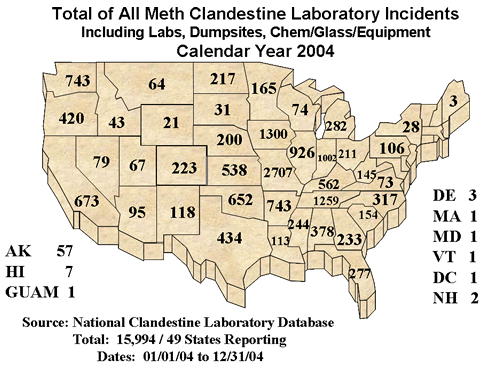 Total of All Meth Clandestine Laboratory Incidents
Including Labs, Dumpsites, Chem/Glass/Equipment
Calendar Year 2004
743
64
217
165
74
282
3
420
43
21
31
28
200
1300
926
1002
211
106
79
67
223
538
2707
145
73
562
673
95
118
652
743
1259
317
154
434
113
244
378
233
277
AK 57
HI 7
GUAM 1
DE 3
MA 1
MD 1
VT 1
DC 1
NH 2
Source: National Clandestine Laboratory Database
Total: 15,994 / 49 States Reporting
Dates: 01/01/04 to 12/31/04